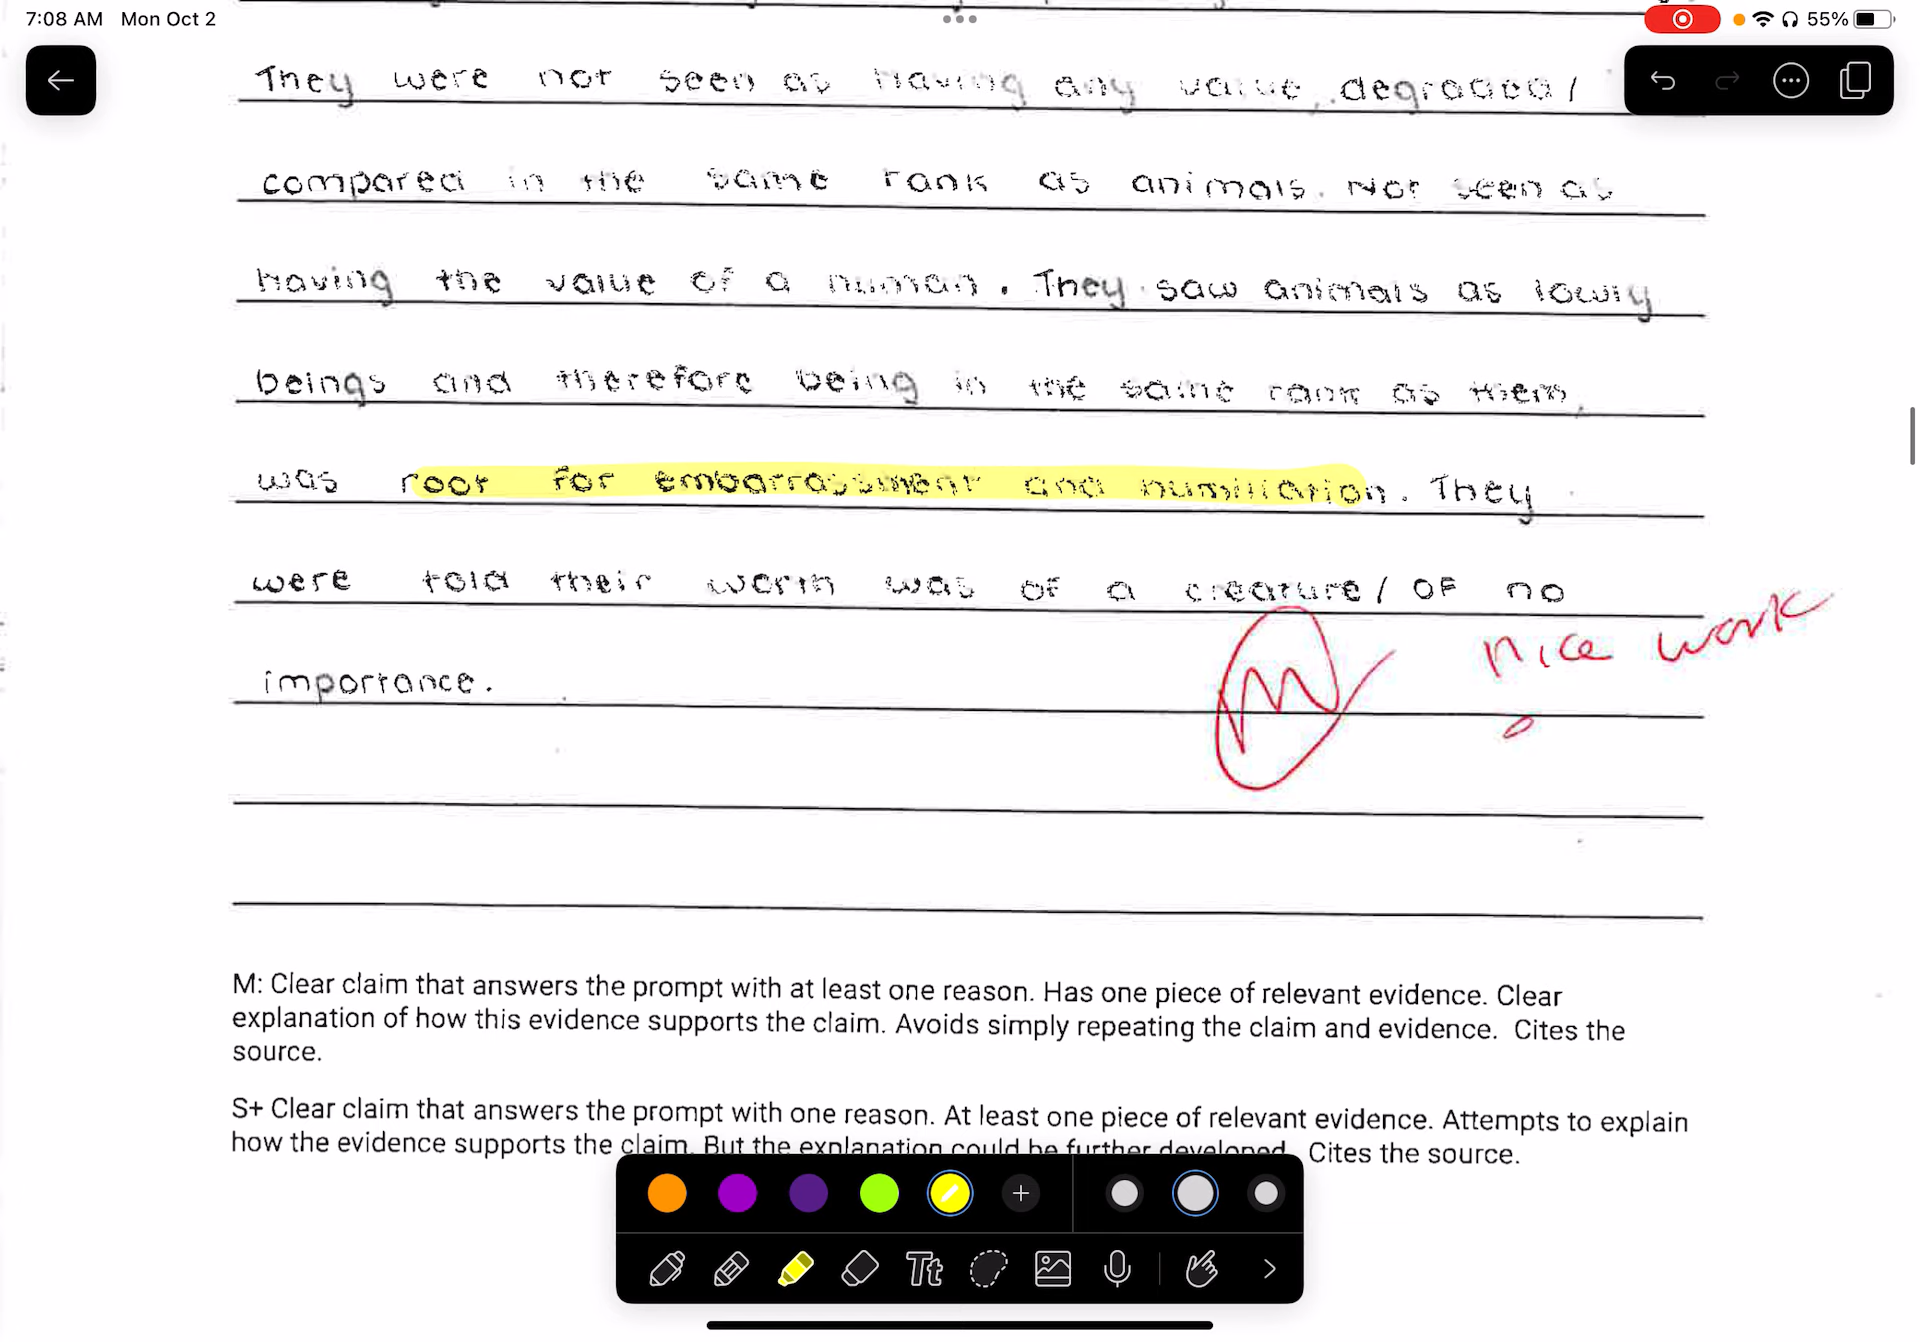 7:08 AM Mon Oct 2
55%
They were not seen as having any value, degraded /
compared in the same rank as animals. Not seen as
having the value of a human. They saw animals as lowly
beings and therefore being in the same rank as them,
was root for embarrassment and humiliation. They
were told their worth was of a creature / of no
importance.
M
nice work
M: Clear claim that answers the prompt with at least one reason. Has one piece of relevant evidence. Clear
explanation of how this evidence supports the claim. Avoids simply repeating the claim and evidence. Cites the
source.
S+ Clear claim that answers the prompt with one reason. At least one piece of relevant evidence. Attempts to explain
how the evidence supports the claim. But the explanation could be further developed. Cites the source.
Tt